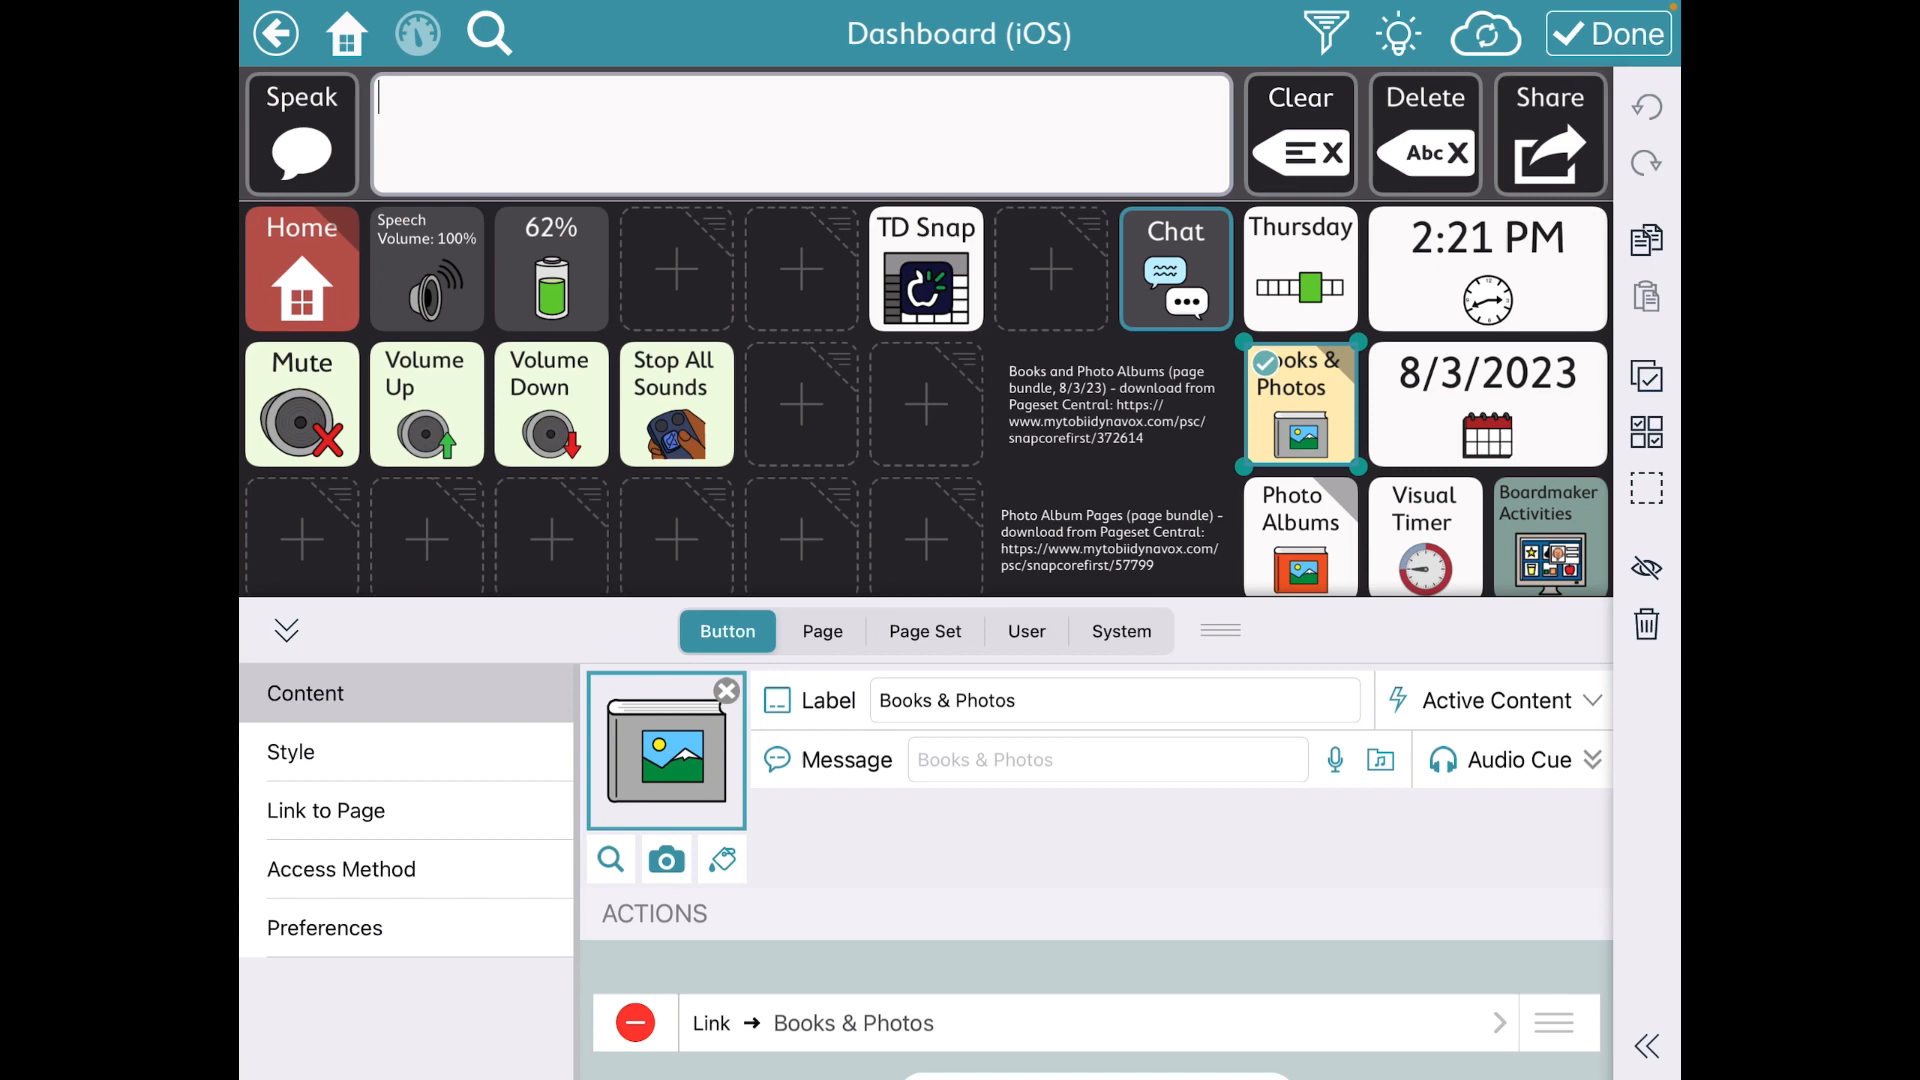 Dashboard (iOS)
Done
Speak
Clear
Delete
Share
Abc X
Home
Speech
Volume: 100%
62%
TD Snap
Chat
Thursday
2:21 PM
Mute
Volume
Up
Volume
Down
Stop All
Sounds
Books and Photo Albums (page
bundle, 8/3/23) - download from
Pageset Central: https://
www.mytobiidynavox.com/psc/
snapcorefirst/372614
ooks &
Photos
8/3/2023
Photo Album Pages (page bundle) -
download from Pageset Central:
https://www.mytobiidynavox.com/
psc/snapcorefirst/57799
Photo
Albums
Visual
Timer
Boardmaker
Activities
Button
Page
Page Set
User
System
Content
Style
Link to Page
Access Method
Preferences
Label
Books & Photos
Active Content
Message
Books & Photos
Audio Cue
ACTIONS
Link ➔ Books & Photos